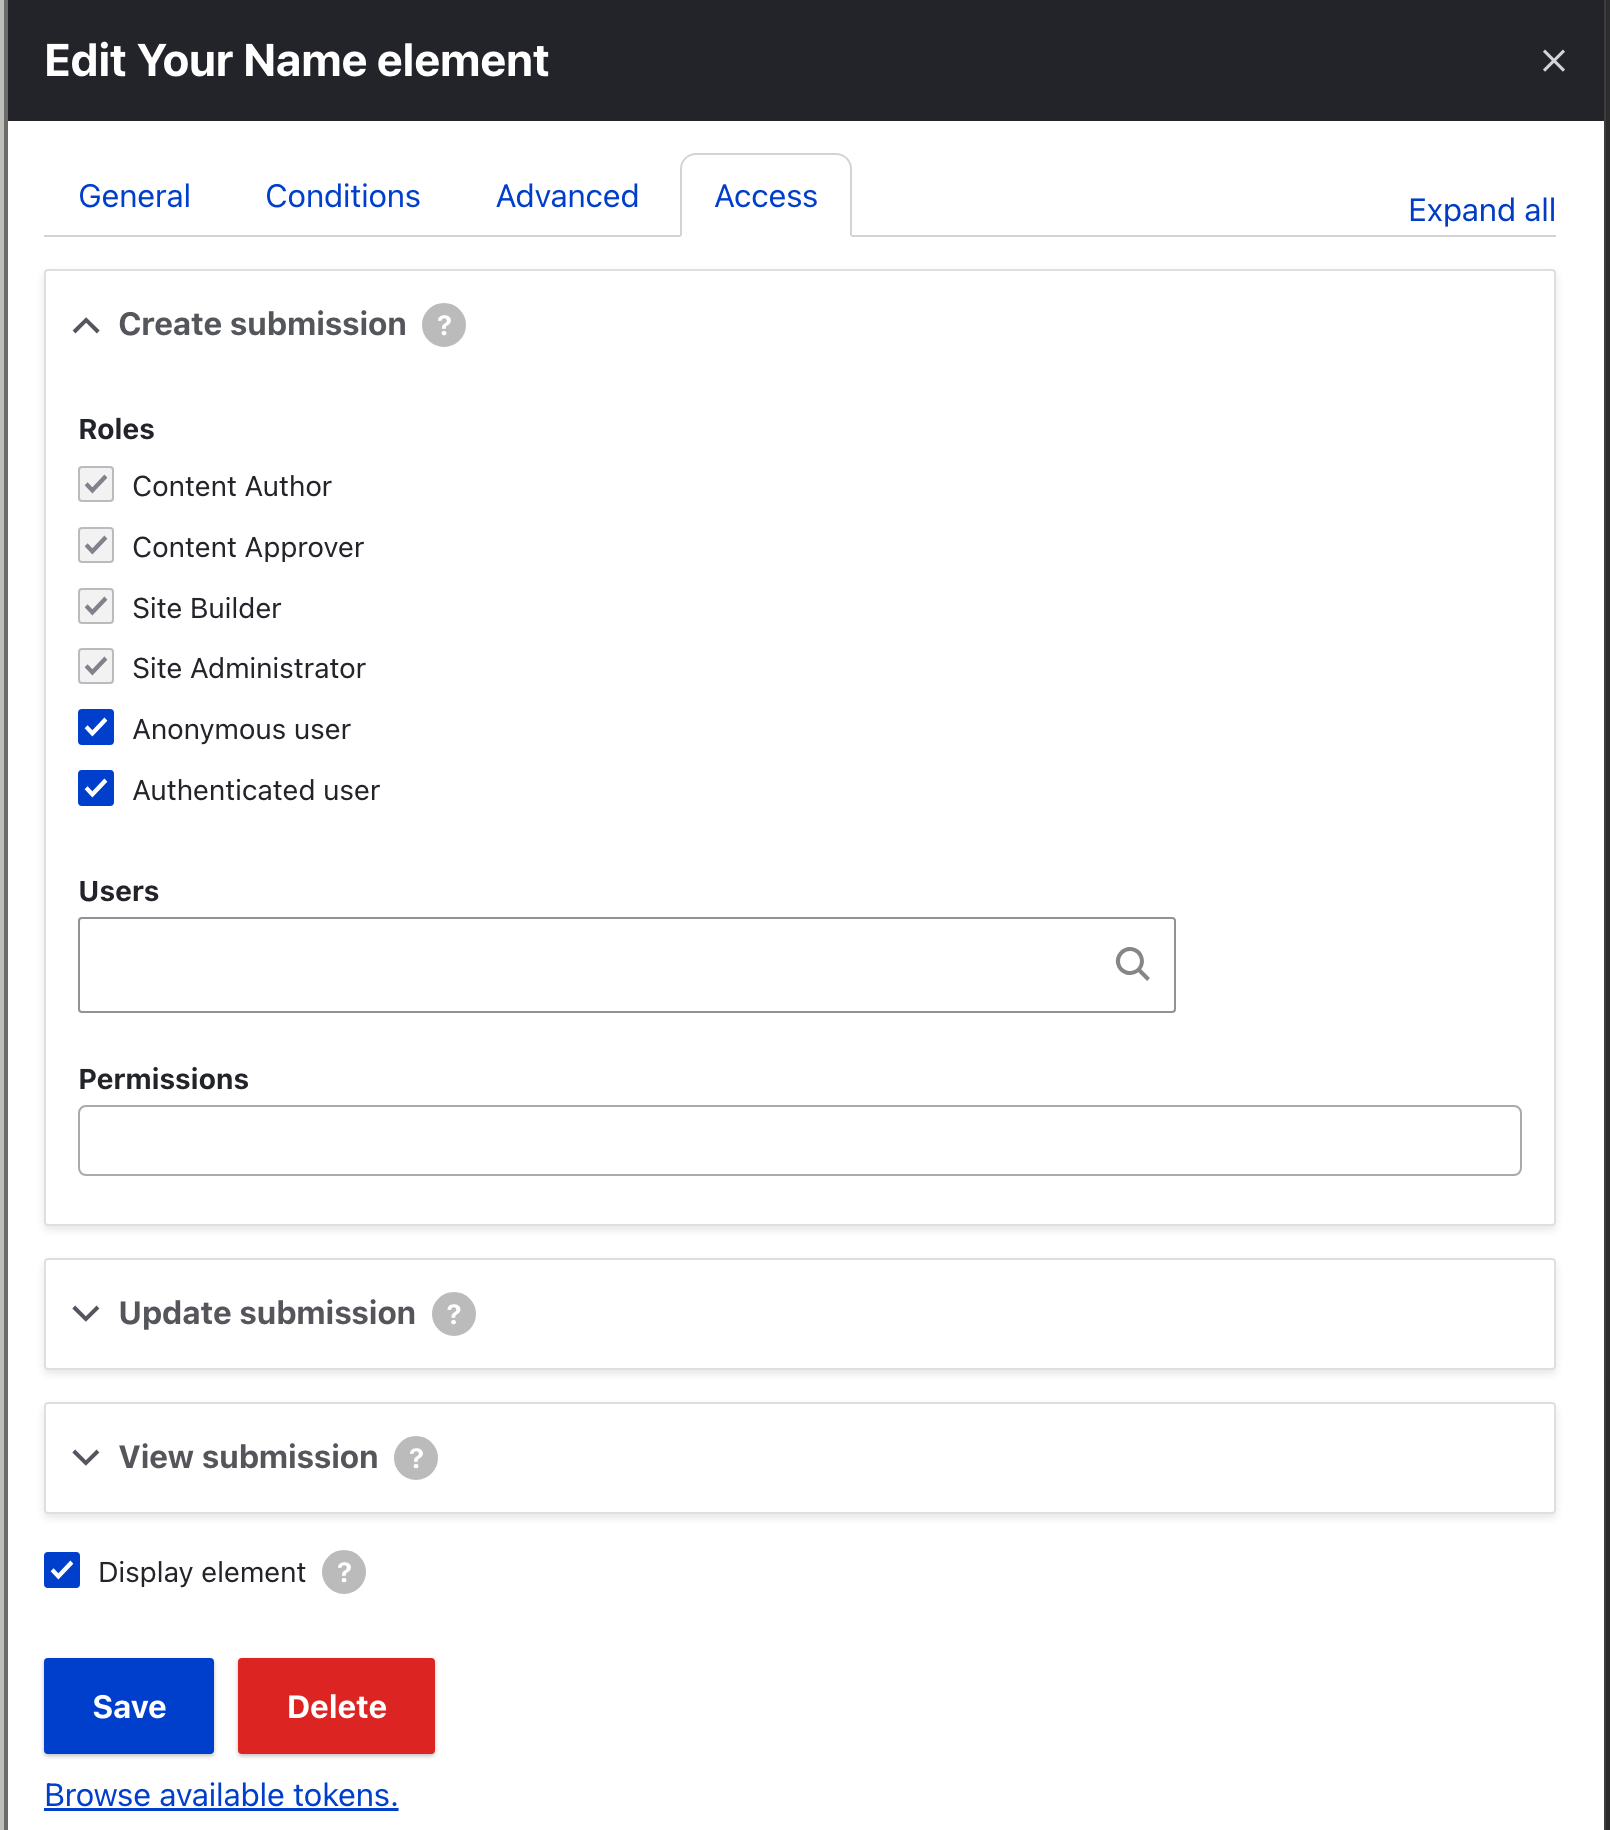 Edit Your Name element
General
Conditions
Advanced
Access
Expand all
Create submission ?
Roles
Content Author
Content Approver
Site Builder
Site Administrator
Anonymous user
Authenticated user
Users
Permissions
Update submission ?
View submission ?
Display element ?
Save
Delete
Browse available tokens.